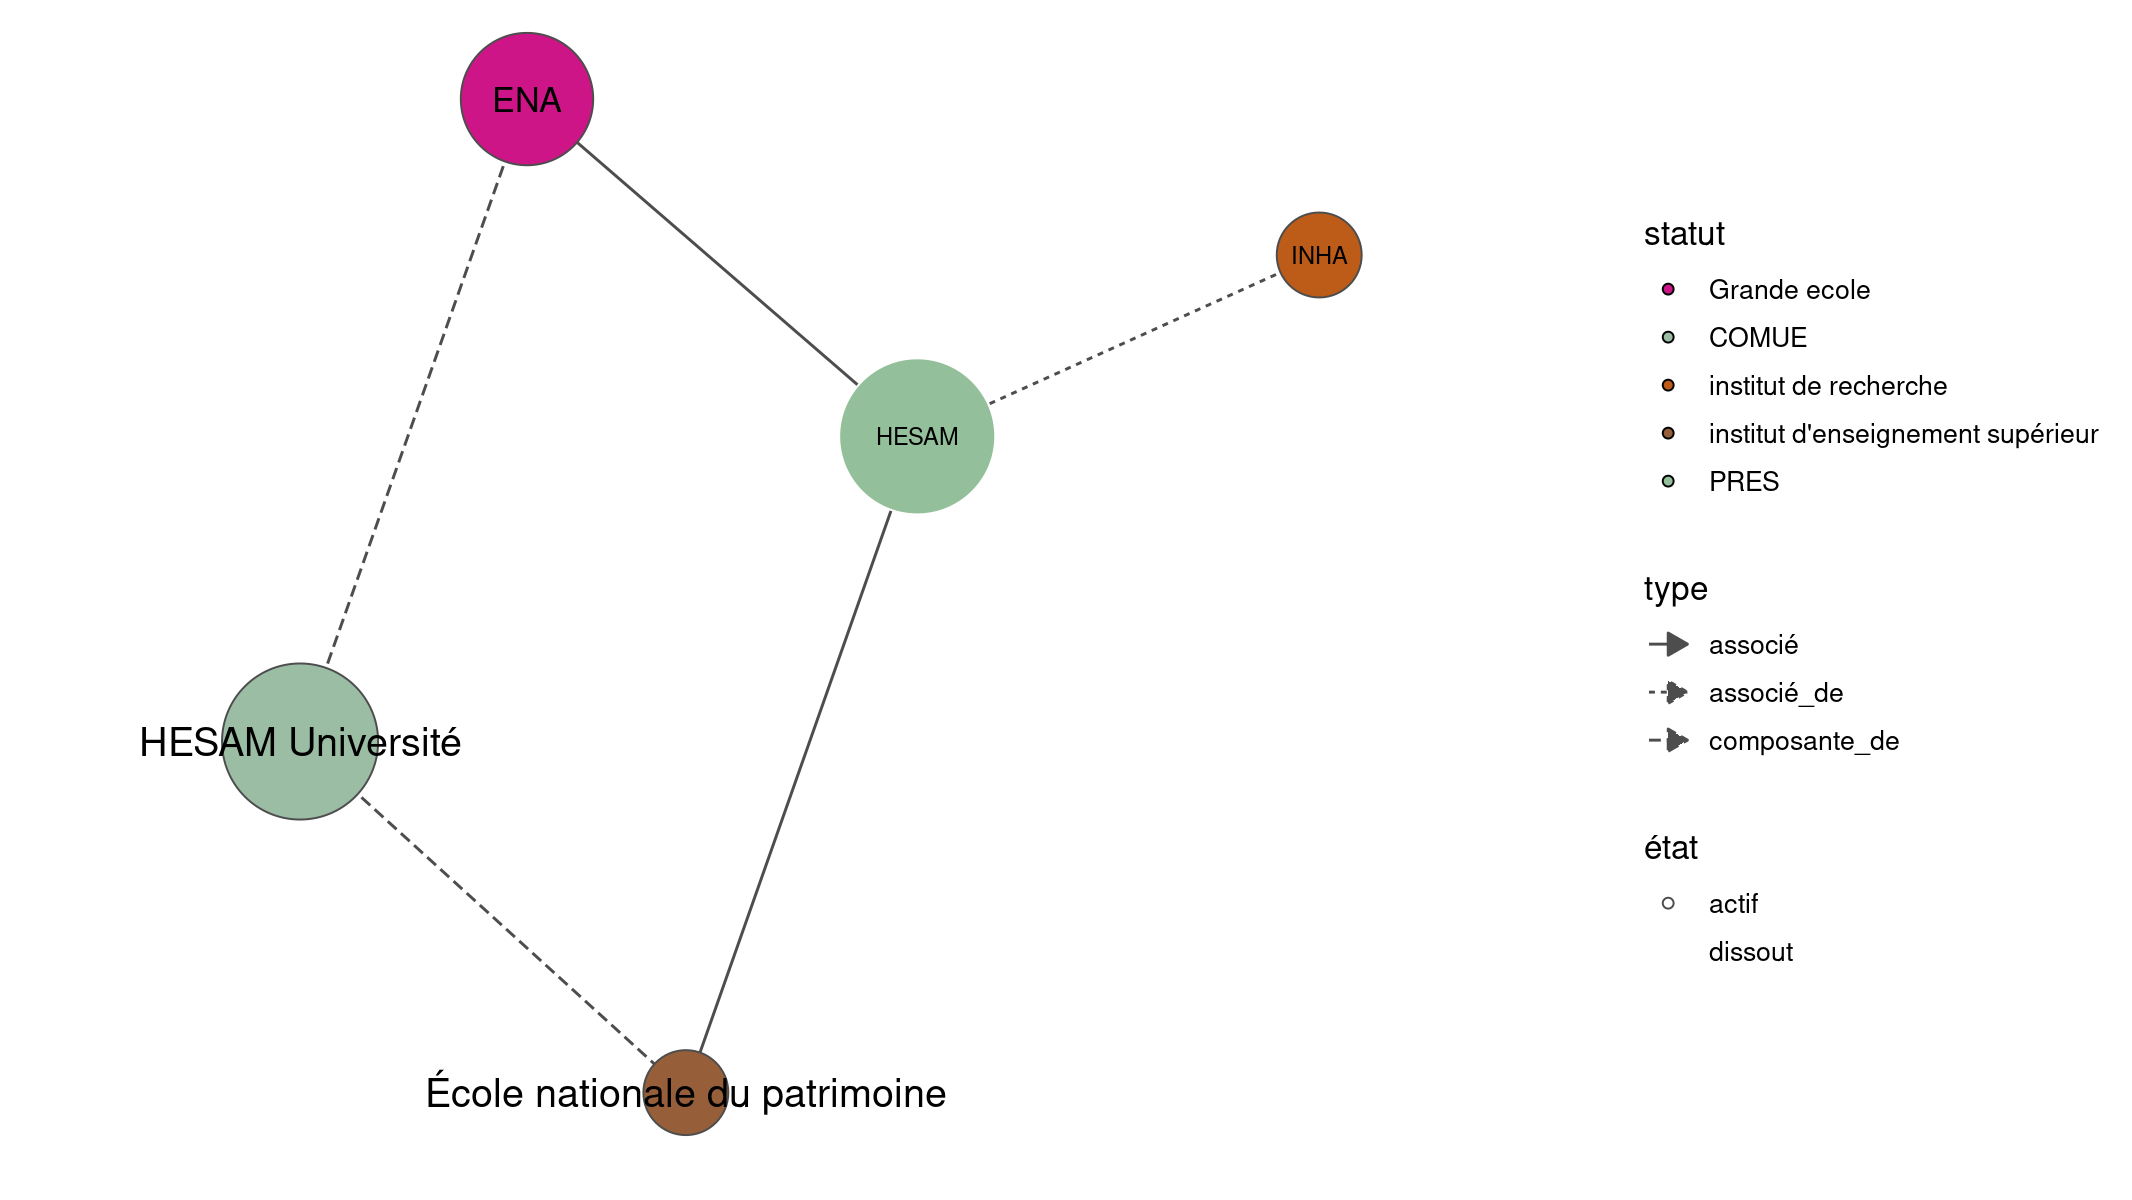 ENA
INHA
HESAM
HESAM Université
École nationale du patrimoine
statut
Grande ecole
COMUE
institut de recherche
institut d'enseignement supérieur
PRES
type
associé
associé_de
composante_de
état
actif
dissout